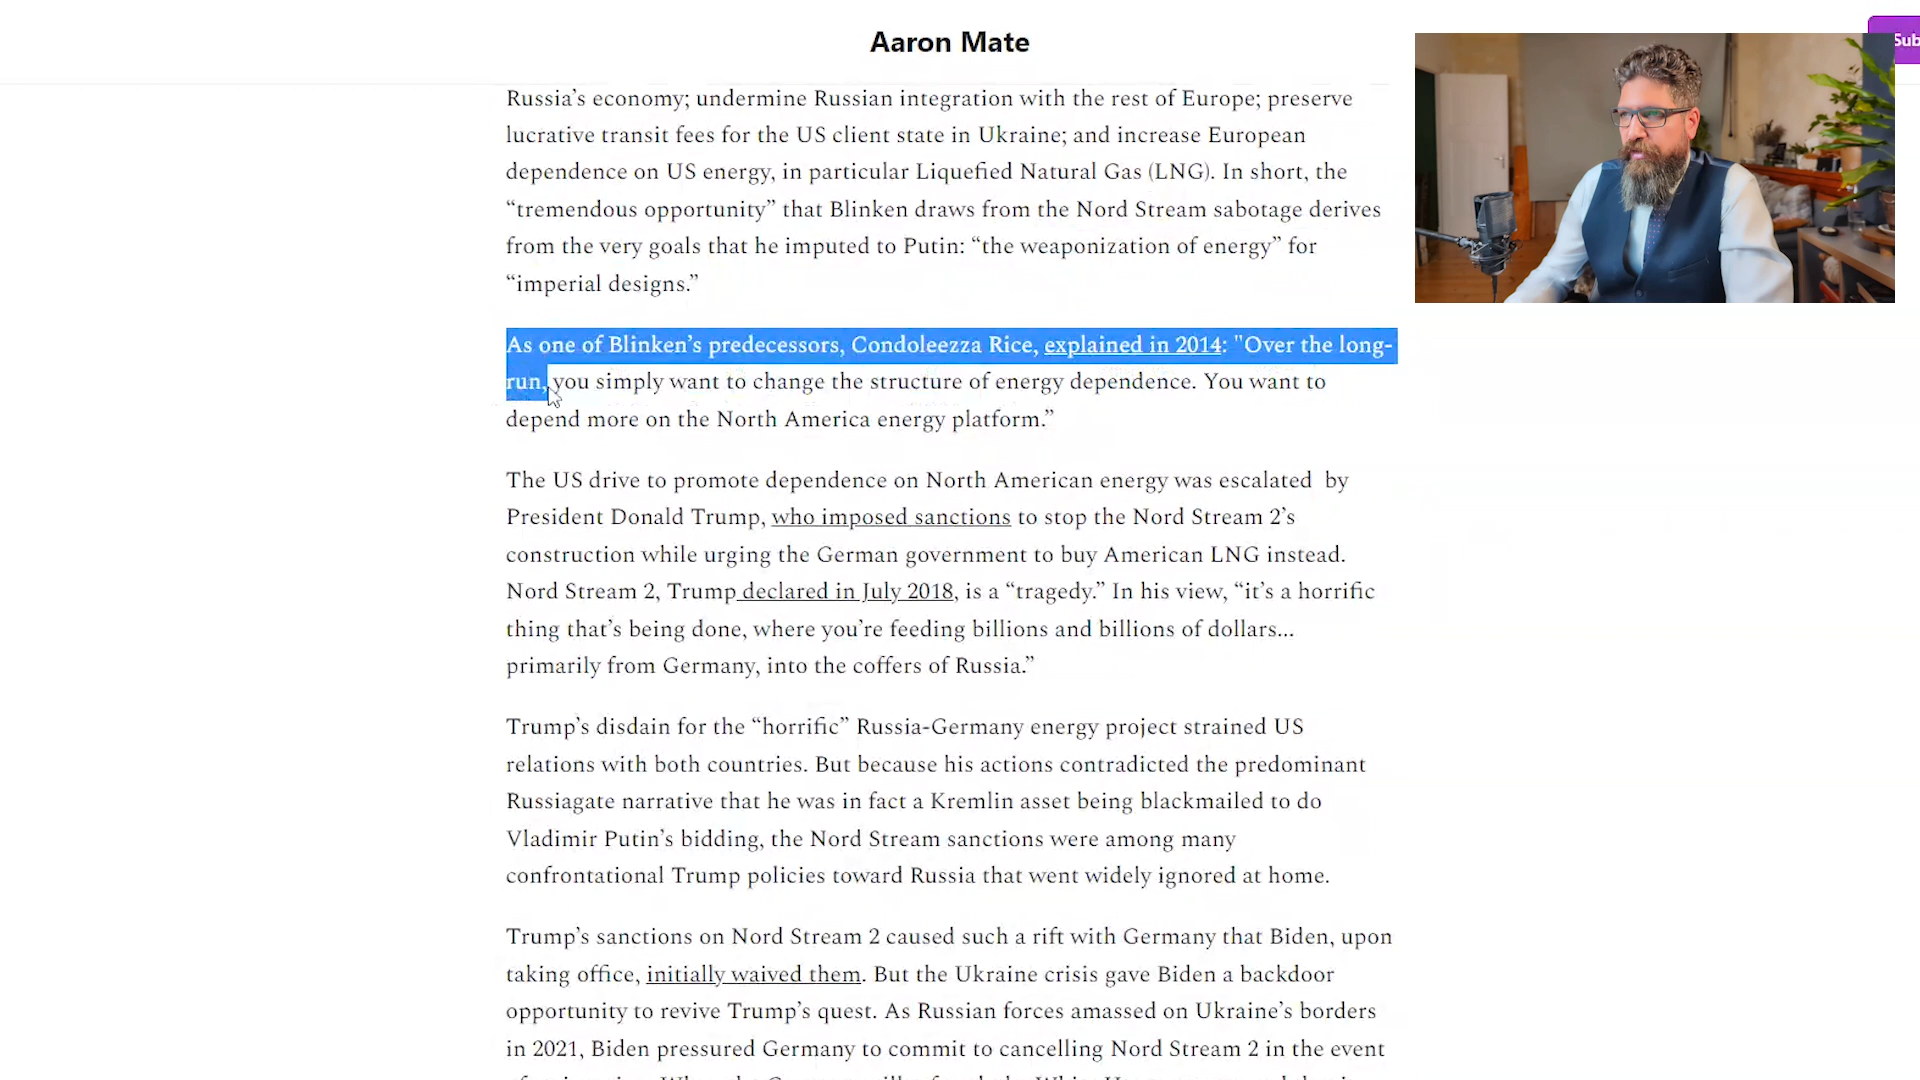 Aaron Mate
Sub
Russia’s economy; undermine Russian integration with the rest of Europe; preserve
lucrative transit fees for the US client state in Ukraine; and increase European
dependence on US energy, in particular Liquefied Natural Gas (LNG). In short, the
“tremendous opportunity” that Blinken draws from the Nord Stream sabotage derives
from the very goals that he imputed to Putin: “the weaponization of energy” for
“imperial designs.”
As one of Blinken’s predecessors, Condoleezza Rice, explained in 2014: "Over the long-
run, you simply want to change the structure of energy dependence. You want to
depend more on the North America energy platform.”
The US drive to promote dependence on North American energy was escalated by
President Donald Trump, who imposed sanctions to stop the Nord Stream 2’s
construction while urging the German government to buy American LNG instead.
Nord Stream 2, Trump declared in July 2018, is a “tragedy.” In his view, “it’s a horrific
thing that’s being done, where you’re feeding billions and billions of dollars…
primarily from Germany, into the coffers of Russia.”
Trump’s disdain for the “horrific” Russia-Germany energy project strained US
relations with both countries. But because his actions contradicted the predominant
Russiagate narrative that he was in fact a Kremlin asset being blackmailed to do
Vladimir Putin’s bidding, the Nord Stream sanctions were among many
confrontational Trump policies toward Russia that went widely ignored at home.
Trump’s sanctions on Nord Stream 2 caused such a rift with Germany that Biden, upon
taking office, initially waived them. But the Ukraine crisis gave Biden a backdoor
opportunity to revive Trump’s quest. As Russian forces amassed on Ukraine’s borders
in 2021, Biden pressured Germany to commit to cancelling Nord Stream 2 in the event